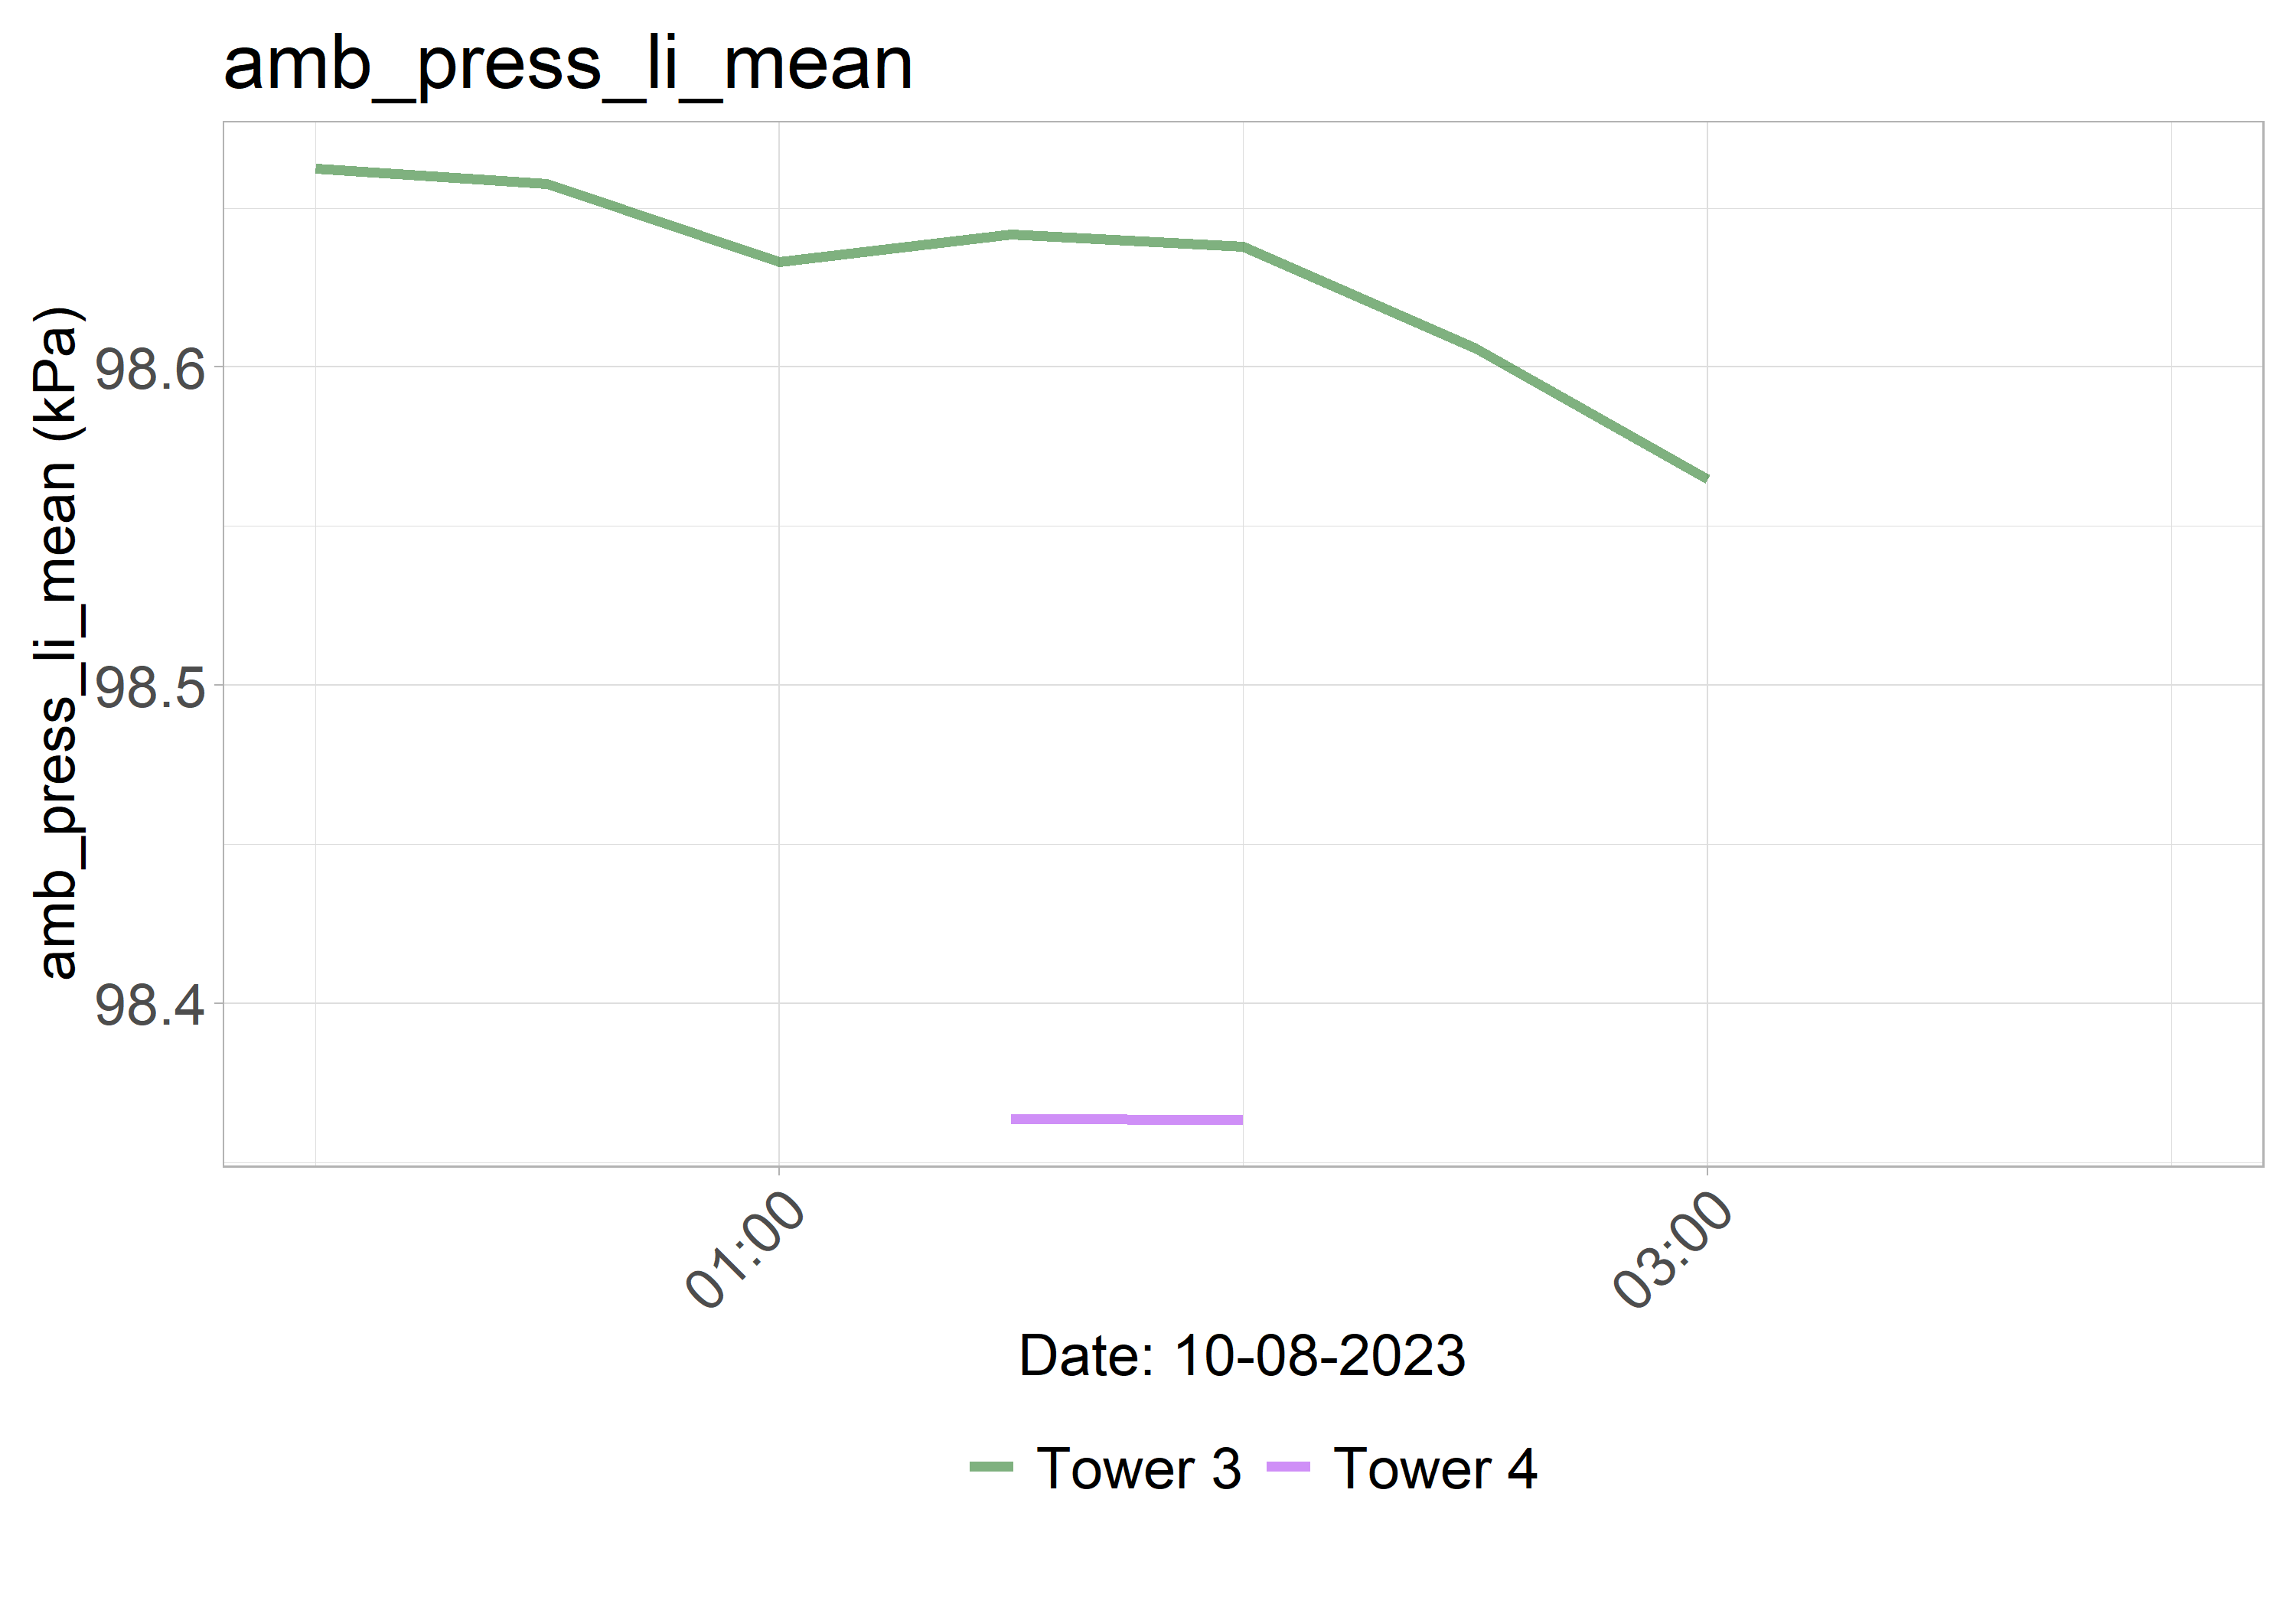 amb_press_li_mean
amb_press_li_mean (kPa)
98.6
98.5
98.4
01:00
03:00
Date: 10-08-2023
Tower 3
Tower 4